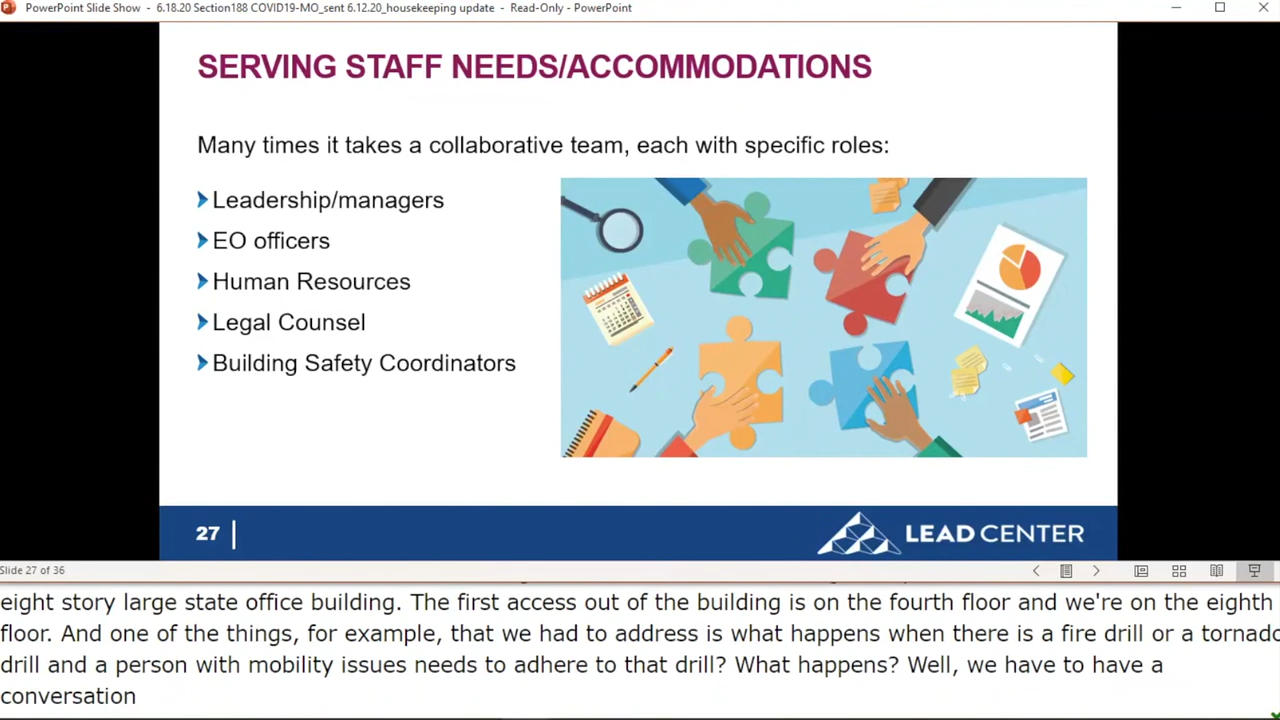 PowerPoint Slide Show - 6.18.20 Section188 COVID19-MO_sent 6.12.20_housekeeping update - Read-Only - PowerPoint
SERVING STAFF NEEDS/ACCOMMODATIONS
Many times it takes a collaborative team, each with specific roles:
Leadership/managers
EO officers
Human Resources
Legal Counsel
Building Safety Coordinators
27
LEAD CENTER
Slide 27 of 36
eight story large state office building. The first access out of the building is on the fourth floor and we're on the eighth
floor. And one of the things, for example, that we had to address is what happens when there is a fire drill or a tornado
drill and a person with mobility issues needs to adhere to that drill? What happens? Well, we have to have a
conversation